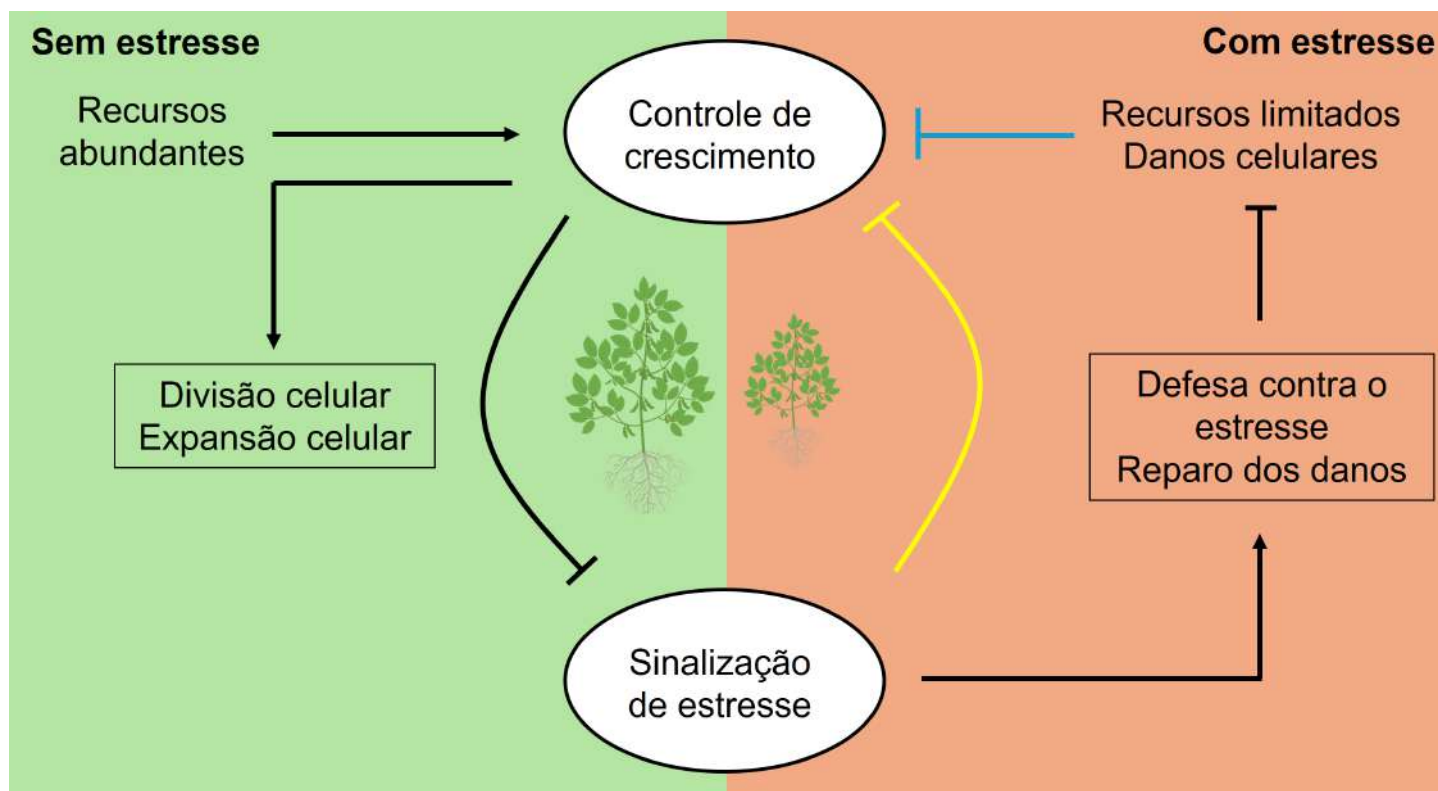 Sem estresse
Com estresse
Recursos
abundantes
Controle de
crescimento
Recursos limitados
Danos celulares
Divisão celular
Expansão celular
Defesa contra o
estresse
Reparo dos danos
Sinalização
de estresse